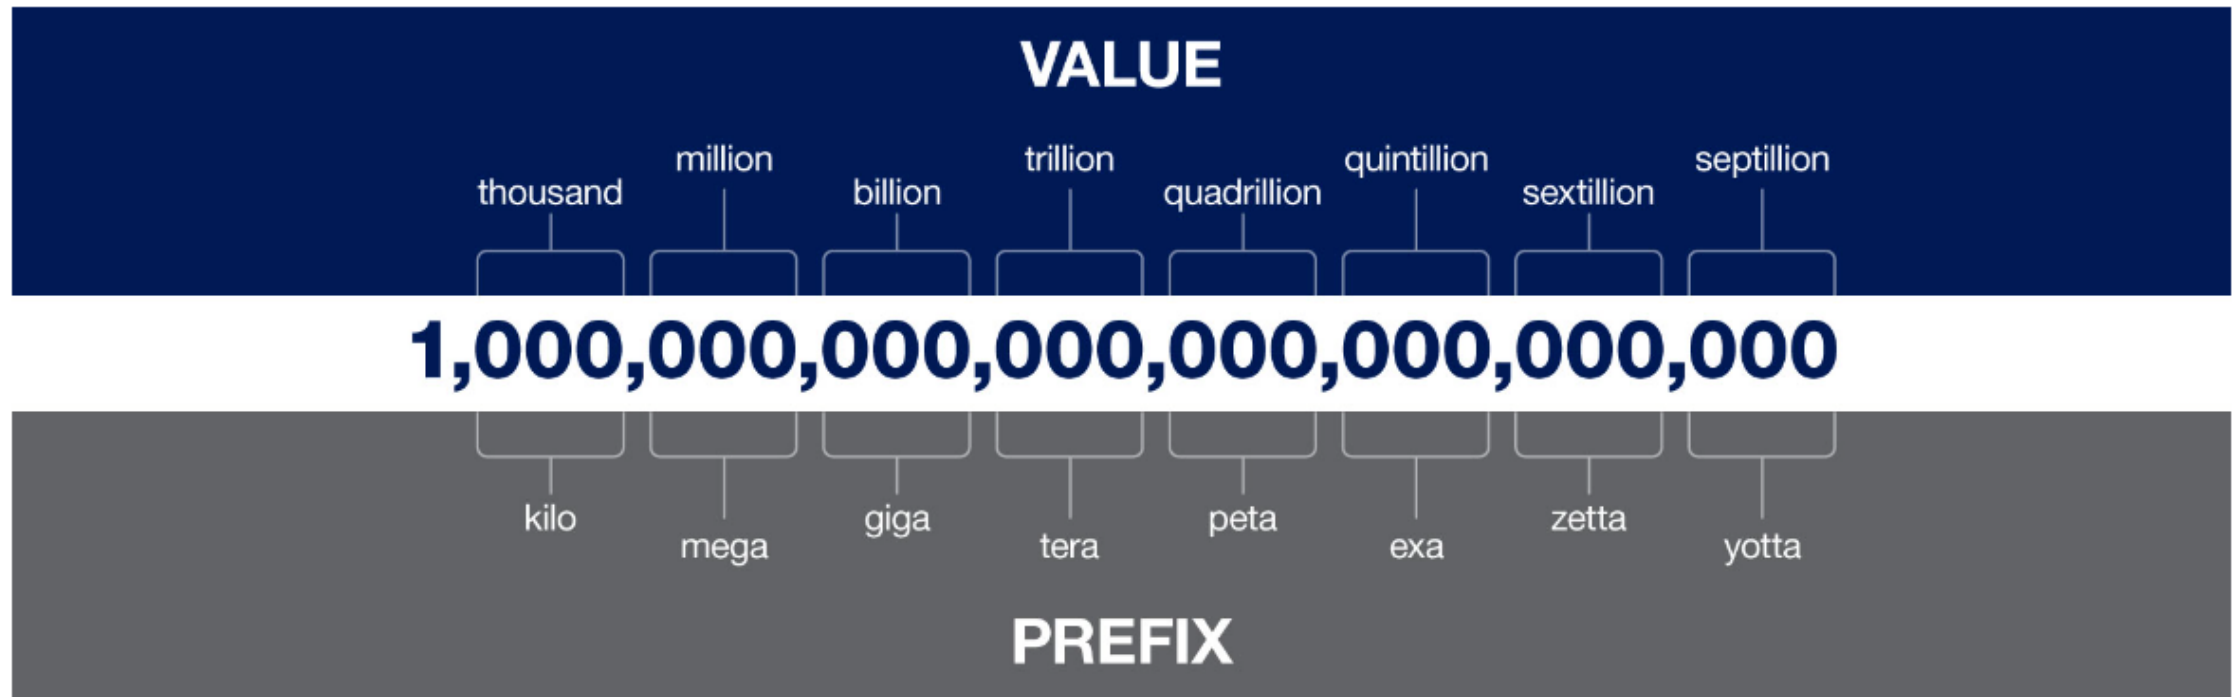 VALUE
million trillion quintillion septillion
thousand billion quadrillion sextillion
1,000,000,000,000,000,000,000,000
kilo giga peta zetta
mega tera exa yotta
PREFIX